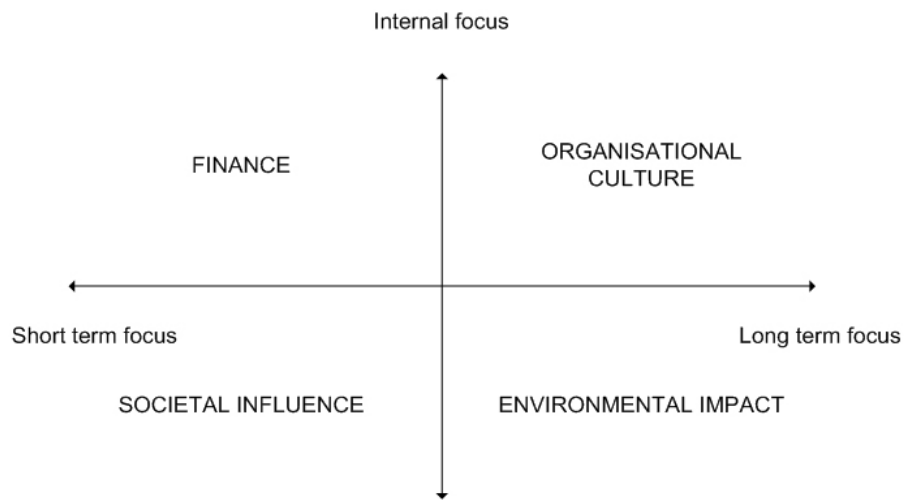 Internal focus
FINANCE
ORGANISATIONAL
CULTURE
Short term focus
Long term focus
SOCIETAL INFLUENCE
ENVIRONMENTAL IMPACT